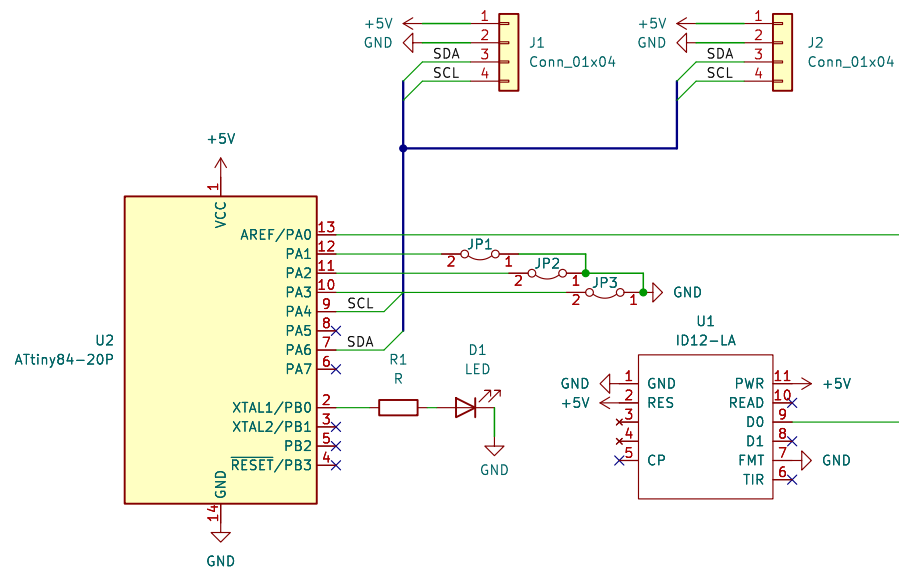 +5V 1
GND 2
SDA 3
SCL 4
J1
Conn_01x04
+5V 1
GND 2
SDA 3
SCL 4
J2
Conn_01x04
+5V
1
VCC
U2
ATtiny84-20P
AREF/PA0 13
PA1 12
PA2 11
PA3 10
PA4 9 SCL
PA5 8
PA6 7 SDA
PA7 6
XTAL1/PB0 2
XTAL2/PB1 3
PB2 5
RESET/PB3 4
GND
14
GND
JP1
2 1
JP2
2 1
JP3
2 1
GND
R1
R
D1
LED
GND
U1
ID12-LA
GND 1 GND
+5V 2 RES
3
4
5 CP
PWR 11 +5V
READ 10
D0 9
D1 8
FMT 7 GND
TIR 6